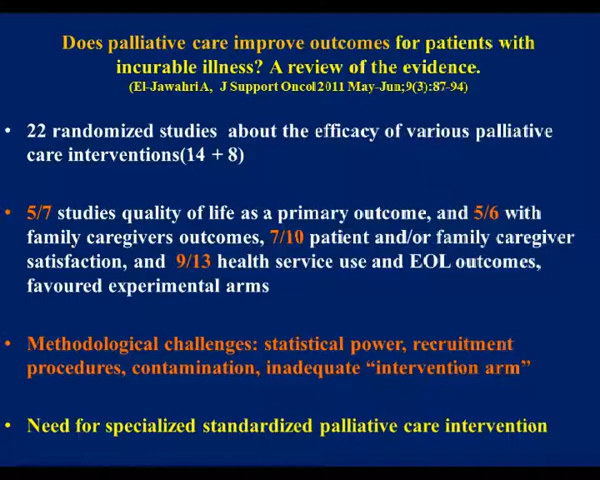 Does palliative care improve outcomes for patients with
incurable illness? A review of the evidence.
(El-Jawahri A, J Support Oncol 2011 May-Jun;9(3):87-94)
• 22 randomized studies about the efficacy of various palliative
care interventions(14 + 8)
• 5/7 studies quality of life as a primary outcome, and 5/6 with
family caregivers outcomes, 7/10 patient and/or family caregiver
satisfaction, and 9/13 health service use and EOL outcomes,
favoured experimental arms
• Methodological challenges: statistical power, recruitment
procedures, contamination, inadequate “intervention arm”
• Need for specialized standardized palliative care intervention